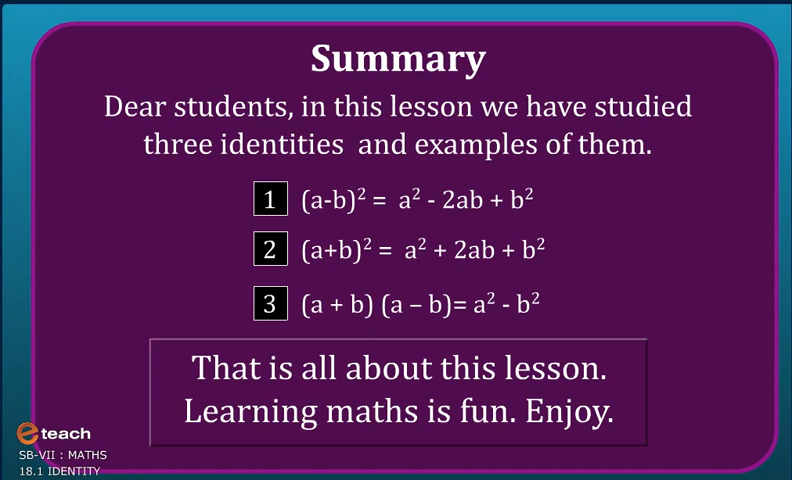 Summary
Dear students, in this lesson we have studied
three identities and examples of them.
1 (a-b)² = a² - 2ab + b²
2 (a+b)² = a² + 2ab + b²
3 (a + b) (a – b)= a² - b²
That is all about this lesson.
Learning maths is fun. Enjoy.
e teach
SB-VII : MATHS
18.1 IDENTITY